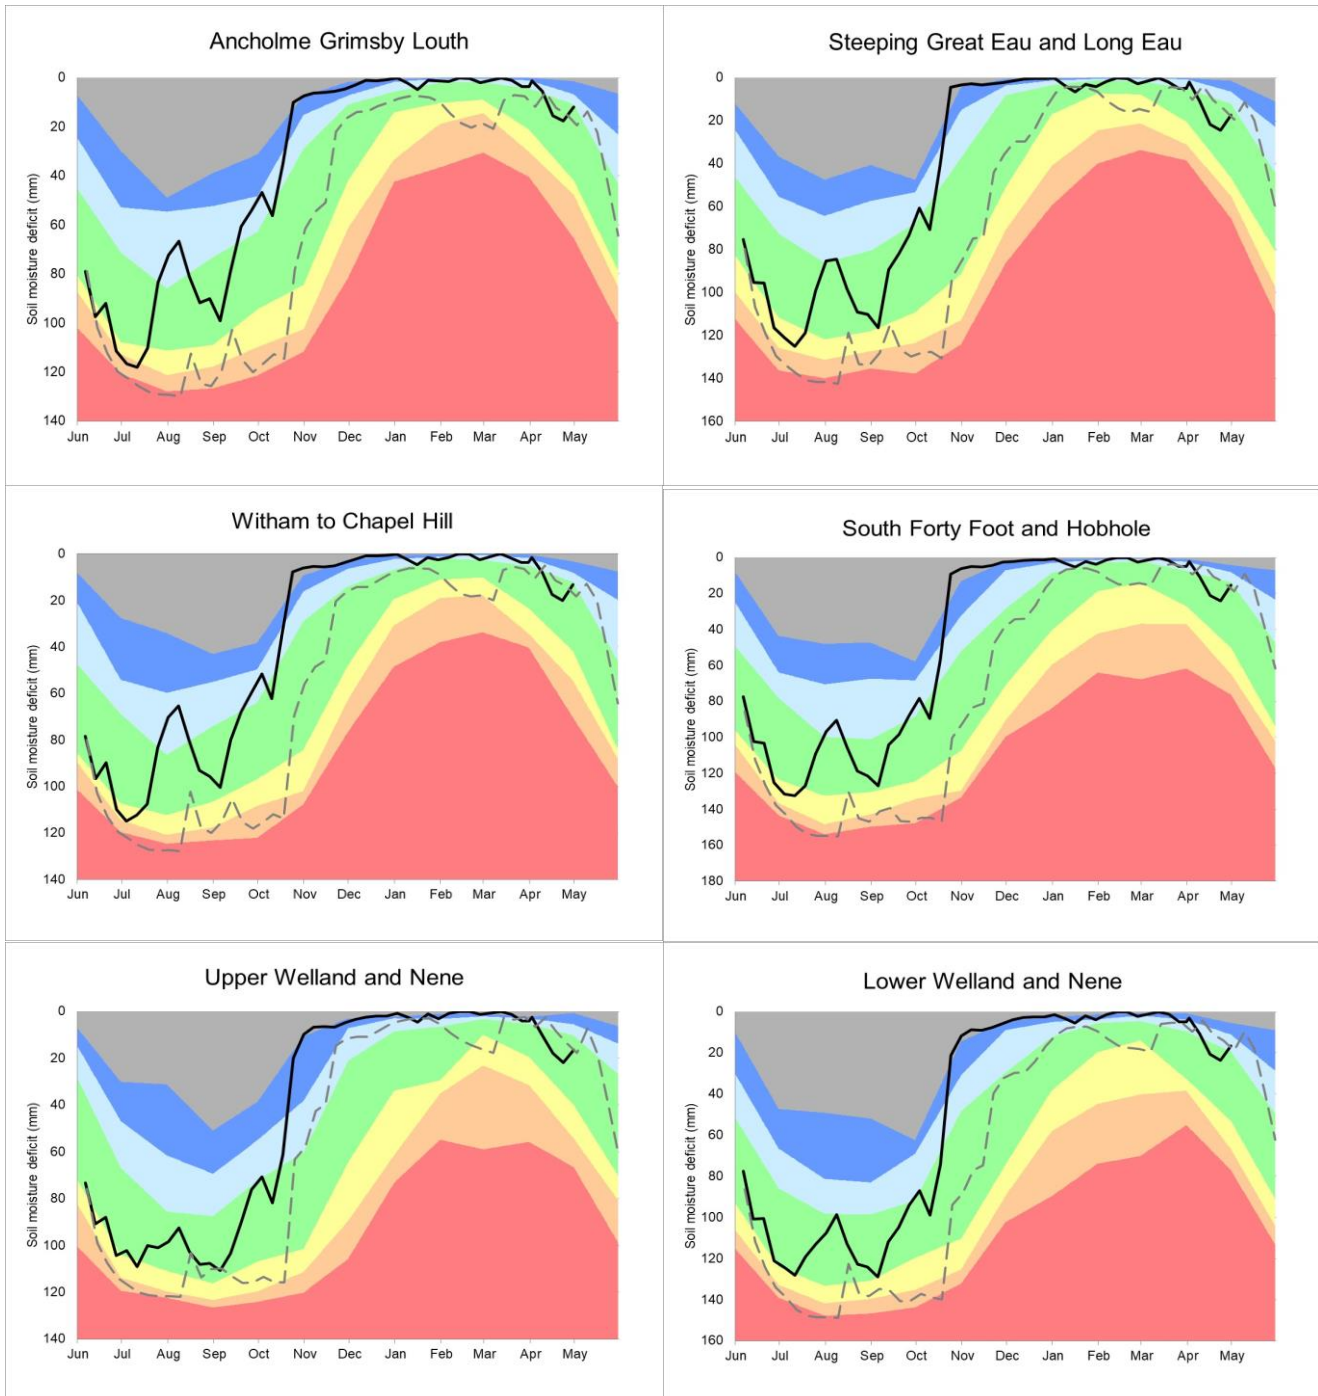 Ancholme Grimsby Louth
Soil moisture deficit (mm)
0
20
40
60
80
100
120
140
Jun Jul Aug Sep Oct Nov Dec Jan Feb Mar Apr May
Steeping Great Eau and Long Eau
Soil moisture deficit (mm)
0
20
40
60
80
100
120
140
160
Jun Jul Aug Sep Oct Nov Dec Jan Feb Mar Apr May
Witham to Chapel Hill
Soil moisture deficit (mm)
0
20
40
60
80
100
120
140
Jun Jul Aug Sep Oct Nov Dec Jan Feb Mar Apr May
South Forty Foot and Hobhole
Soil moisture deficit (mm)
0
20
40
60
80
100
120
140
160
180
Jun Jul Aug Sep Oct Nov Dec Jan Feb Mar Apr May
Upper Welland and Nene
Soil moisture deficit (mm)
0
20
40
60
80
100
120
140
Jun Jul Aug Sep Oct Nov Dec Jan Feb Mar Apr May
Lower Welland and Nene
Soil moisture deficit (mm)
0
20
40
60
80
100
120
140
160
Jun Jul Aug Sep Oct Nov Dec Jan Feb Mar Apr May